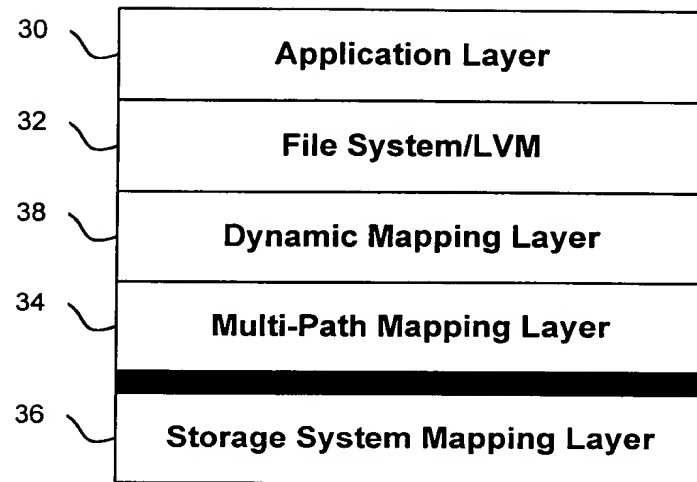 30 Application Layer
32 File System/LVM
38 Dynamic Mapping Layer
34 Multi-Path Mapping Layer
36 Storage System Mapping Layer